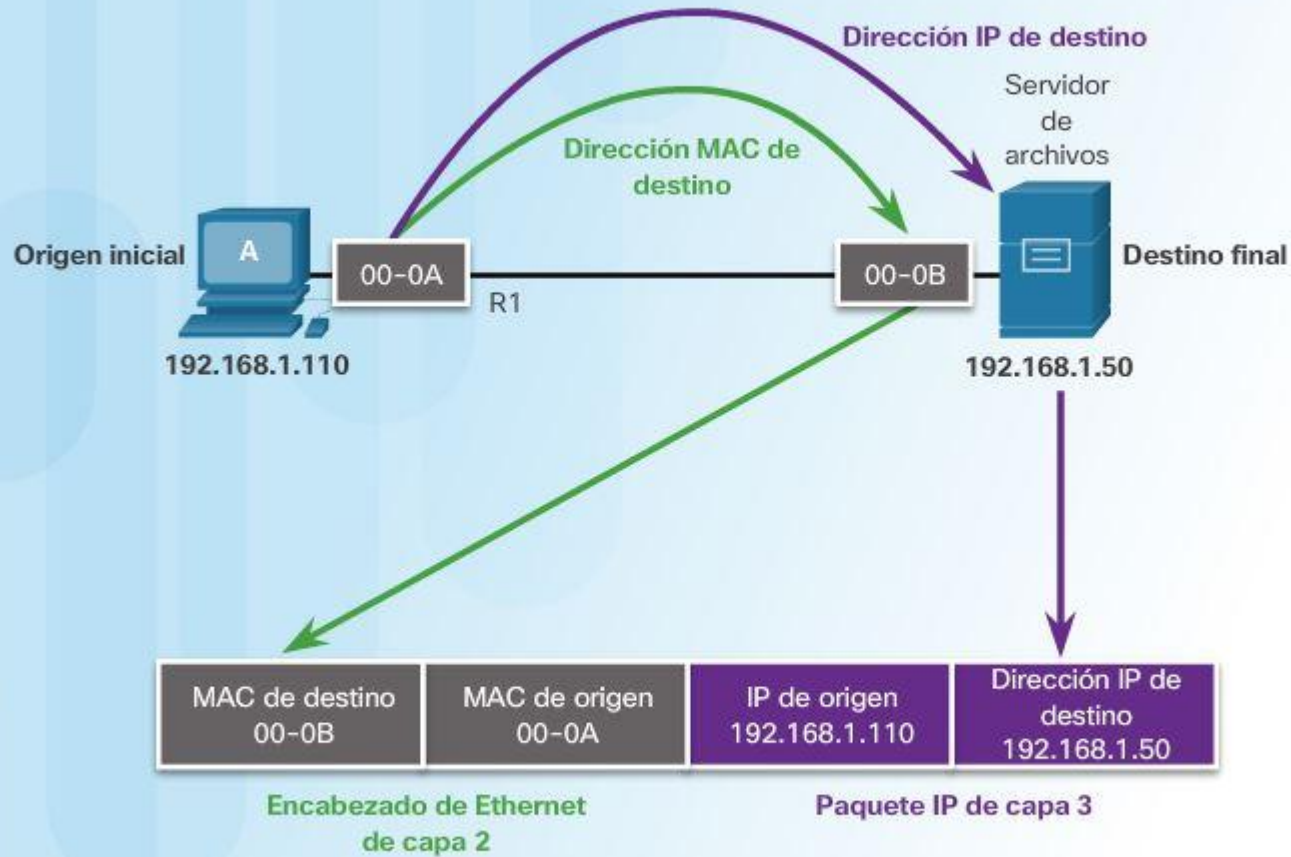 Dirección IP de destino
Servidor
de
archivos
Dirección MAC de
destino
Origen inicial
A
00-0A
R1
00-0B
Destino final
192.168.1.110
192.168.1.50
MAC de destino
00-0B
MAC de origen
00-0A
IP de origen
192.168.1.110
Dirección IP de
destino
192.168.1.50
Encabezado de Ethernet
de capa 2
Paquete IP de capa 3